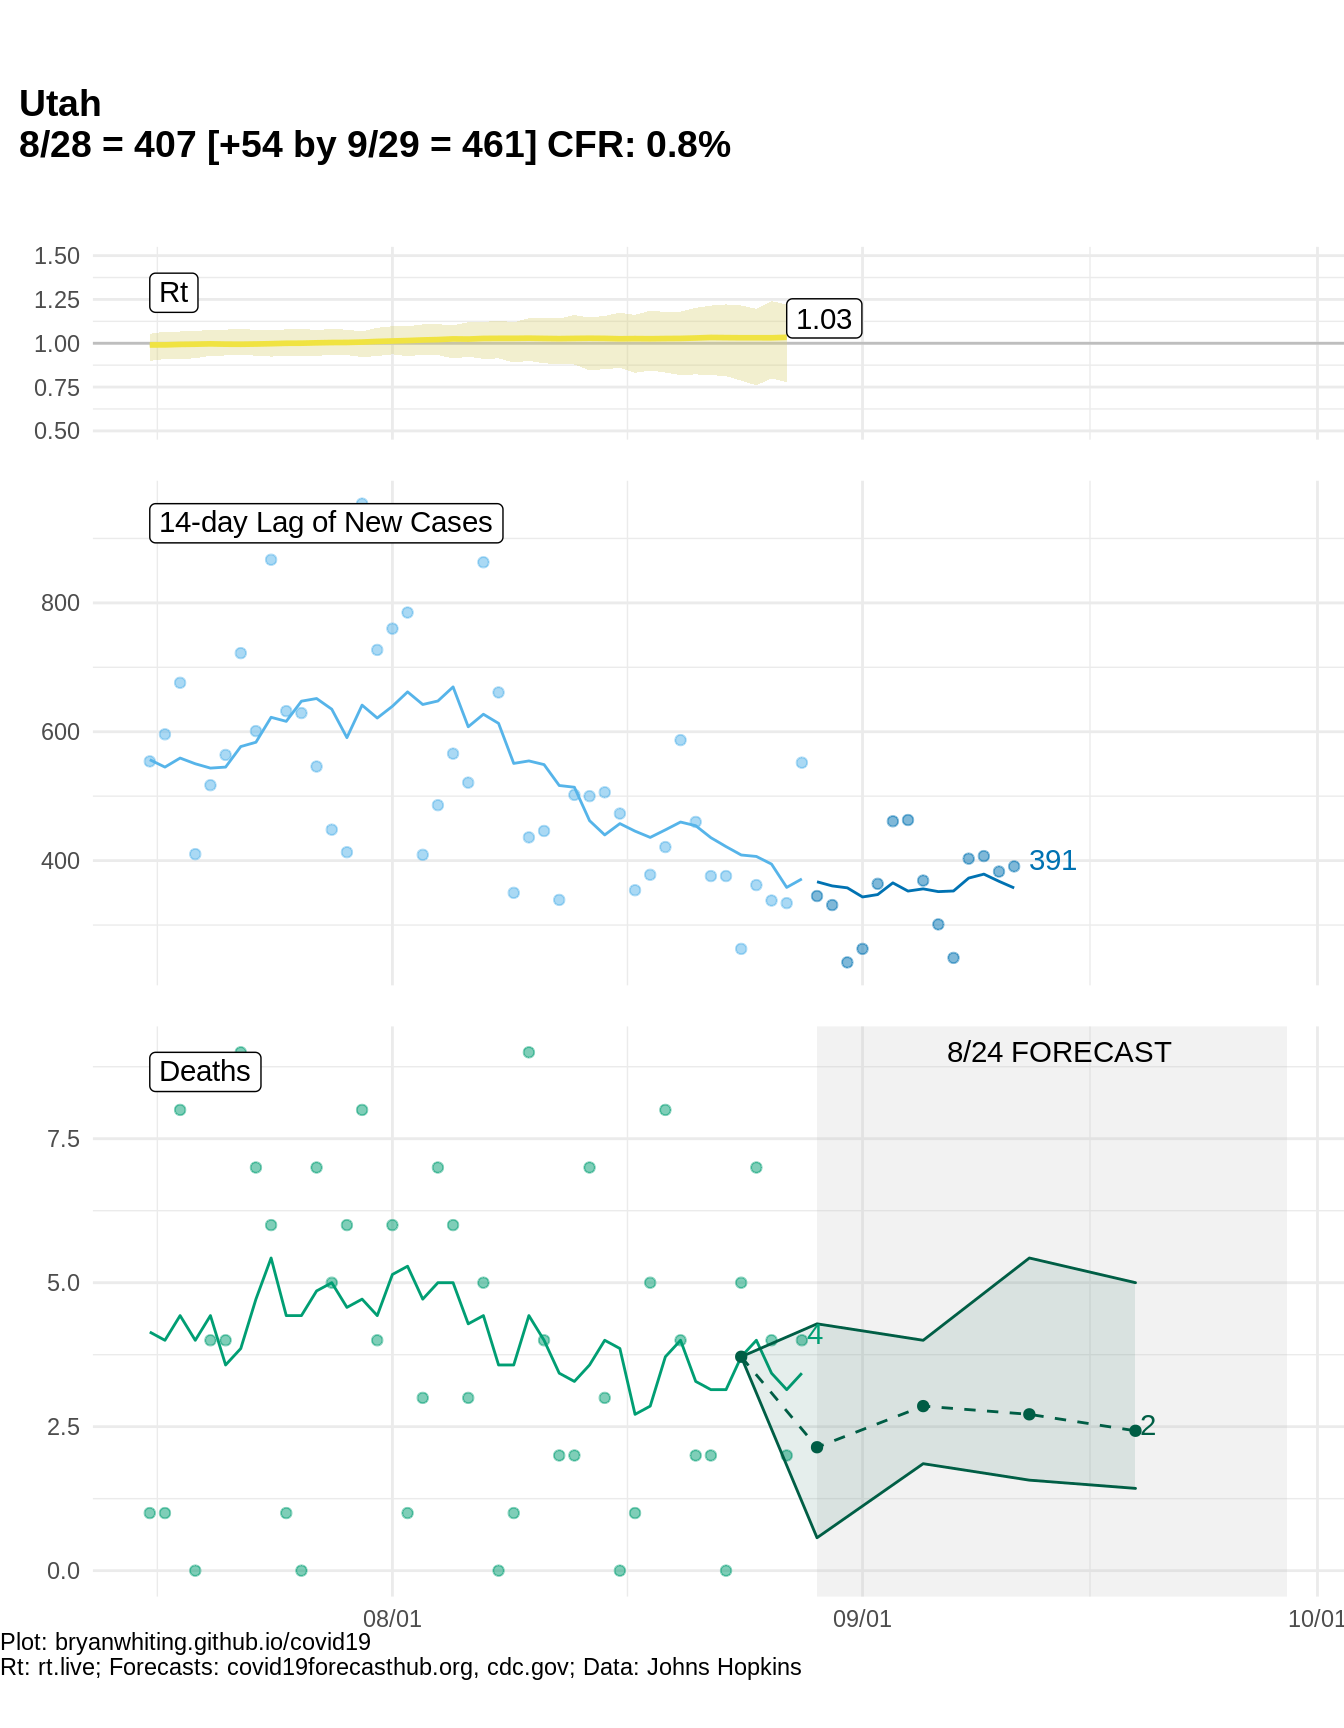 Utah
8/28 = 407 [+54 by 9/29 = 461] CFR: 0.8%
1.50
1.25
1.00
0.75
0.50
Rt
1.03
14-day Lag of New Cases
800
600
400
391
8/24 FORECAST
Deaths
7.5
5.0
2.5
0.0
4
2
08/01
09/01
10/01
Plot: bryanwhiting.github.io/covid19
Rt: rt.live; Forecasts: covid19forecasthub.org, cdc.gov; Data: Johns Hopkins